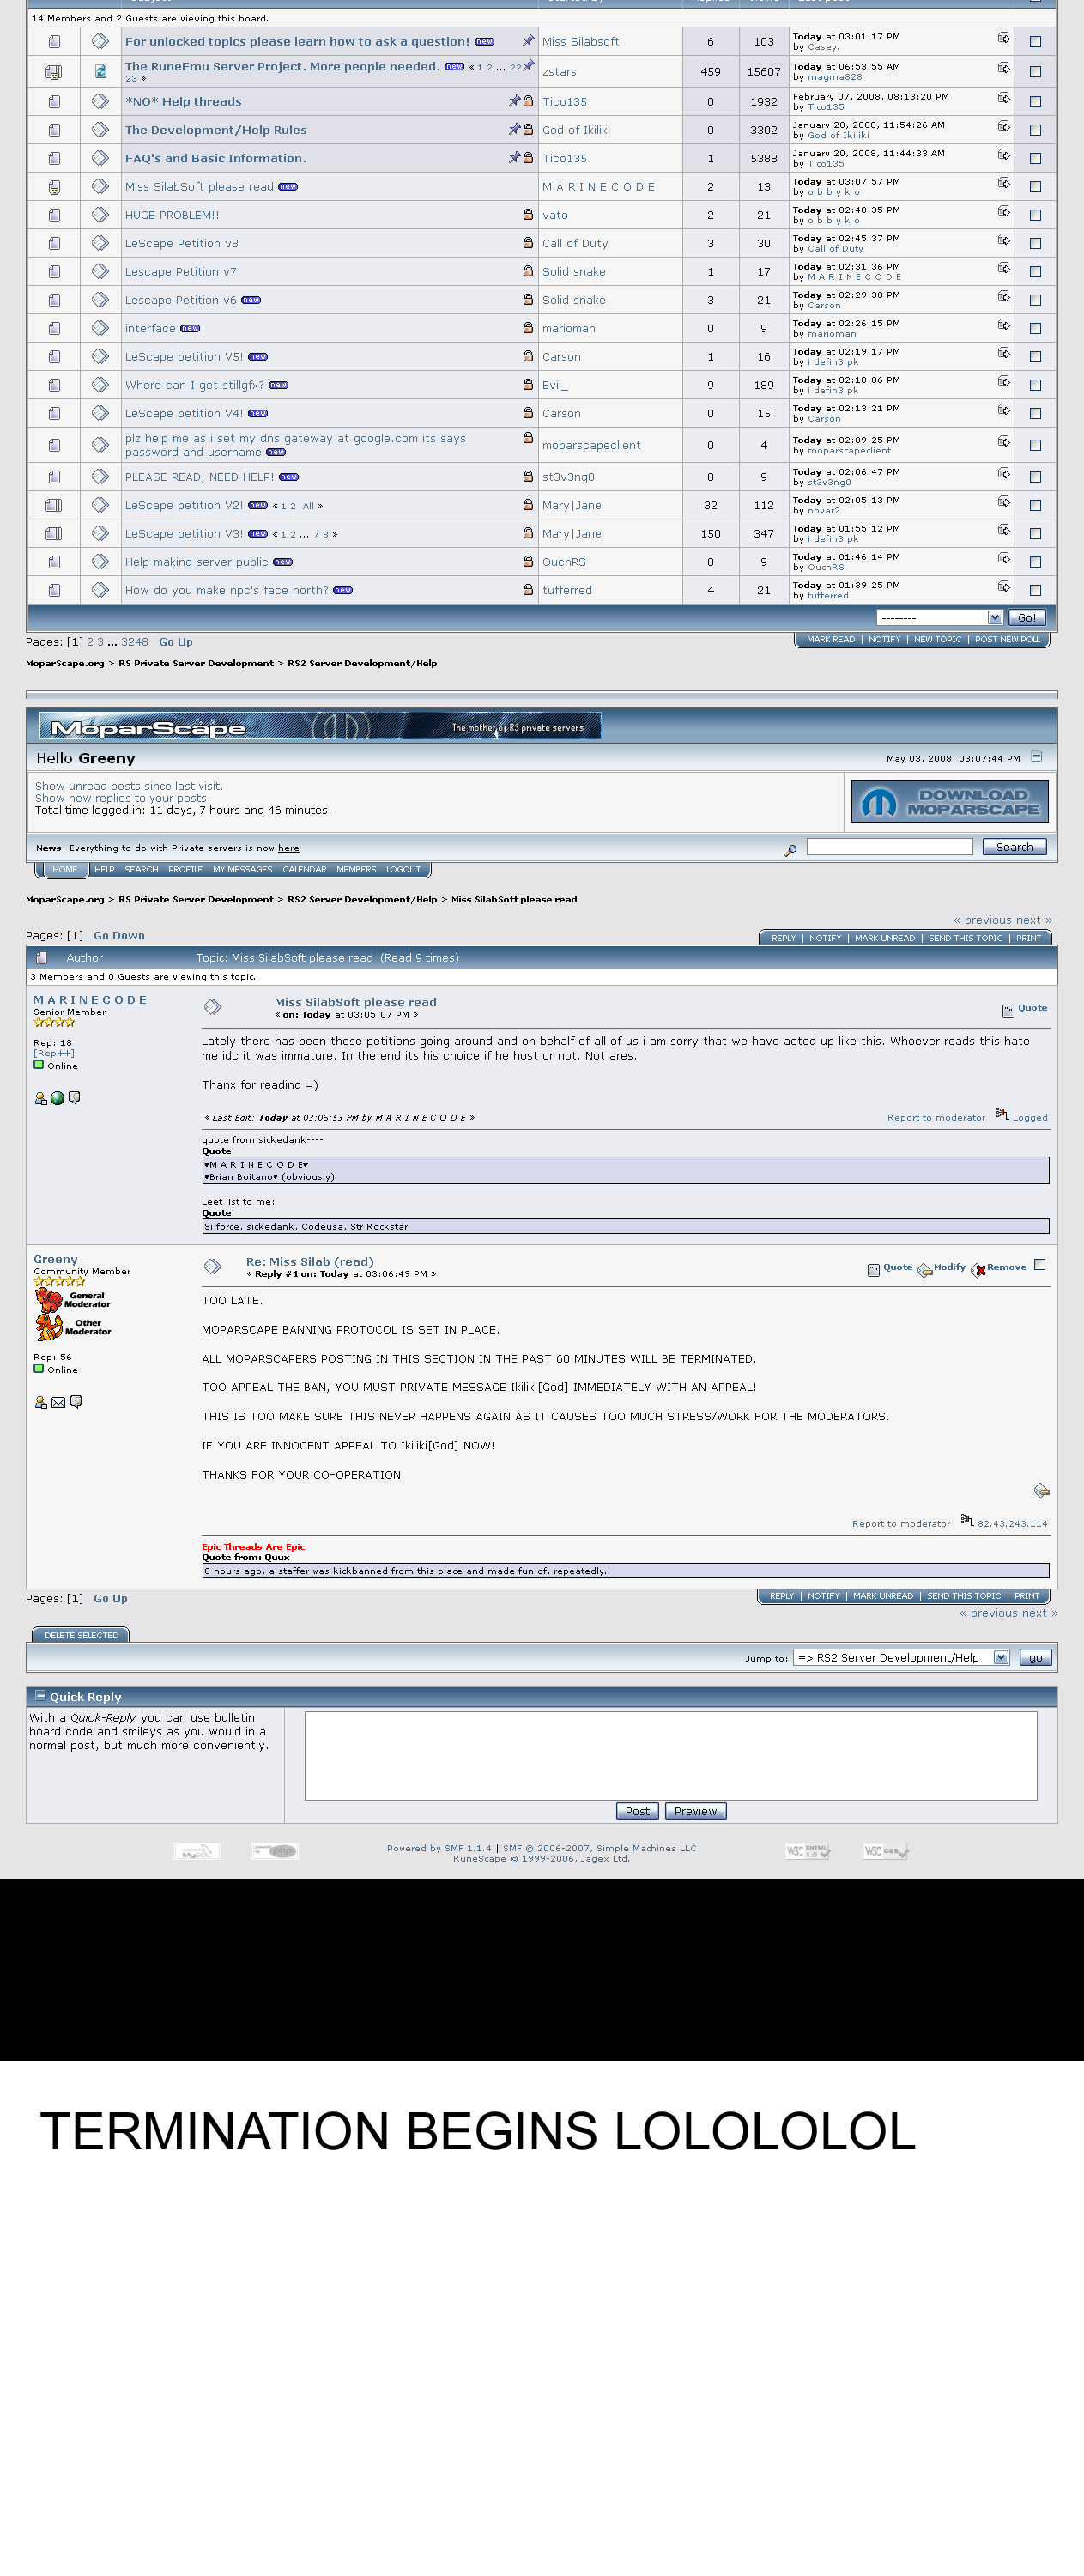 14 Members and 2 Guests are viewing this board.
For unlocked topics please learn how to ask a question! new Miss Silabsoft 6 103 Today at 03:01:17 PM
by Casey.
The RuneEmu Server Project. More people needed. new « 1 2 ... 22
23 » zstars 459 15607 Today at 06:53:55 AM
by magma828
*NO* Help threads Tico135 0 1932 February 07, 2008, 08:13:20 PM
by Tico135
The Development/Help Rules God of Ikiliki 0 3302 January 20, 2008, 11:54:26 AM
by God of Ikiliki
FAQ's and Basic Information. Tico135 1 5388 January 20, 2008, 11:44:33 AM
by Tico135
Miss SilabSoft please read new M A R I N E C O D E 2 13 Today at 03:07:57 PM
by o b b y k o
HUGE PROBLEM!! vato 2 21 Today at 02:48:35 PM
by o b b y k o
LeScape Petition v8 Call of Duty 3 30 Today at 02:45:37 PM
by Call of Duty
Lescape Petition v7 Solid snake 1 17 Today at 02:31:36 PM
by M A R I N E C O D E
Lescape Petition v6 new Solid snake 3 21 Today at 02:29:30 PM
by Carson
interface new marioman 0 9 Today at 02:26:15 PM
by marioman
LeScape petition V5! new Carson 1 16 Today at 02:19:17 PM
by i defin3 pk
Where can I get stillgfx? new Evil_ 9 189 Today at 02:18:06 PM
by i defin3 pk
LeScape petition V4! new Carson 0 15 Today at 02:13:21 PM
by Carson
plz help me as i set my dns gateway at google.com its says
password and username new moparscapeclient 0 4 Today at 02:09:25 PM
by moparscapeclient
PLEASE READ, NEED HELP! new st3v3ng0 0 9 Today at 02:06:47 PM
by st3v3ng0
LeScape petition V2! new « 1 2 All » Mary|Jane 32 112 Today at 02:05:13 PM
by novar2
LeScape petition V3! new « 1 2 ... 7 8 » Mary|Jane 150 347 Today at 01:55:12 PM
by i defin3 pk
Help making server public new OuchRS 0 9 Today at 01:46:14 PM
by OuchRS
How do you make npc's face north? new tufferred 4 21 Today at 01:39:25 PM
by tufferred
-------- Go!
Pages: [1] 2 3 ... 3248 Go Up MARK READ | NOTIFY | NEW TOPIC | POST NEW POLL
MoparScape.org > RS Private Server Development > RS2 Server Development/Help
MoparScape The mother of RS private servers
Hello Greeny May 03, 2008, 03:07:44 PM
Show unread posts since last visit.
Show new replies to your posts.
Total time logged in: 11 days, 7 hours and 46 minutes.
DOWNLOAD
MOPARSCAPE
News: Everything to do with Private servers is now here Search
HOME HELP SEARCH PROFILE MY MESSAGES CALENDAR MEMBERS LOGOUT
MoparScape.org > RS Private Server Development > RS2 Server Development/Help > Miss SilabSoft please read
« previous next »
Pages: [1] Go Down REPLY | NOTIFY | MARK UNREAD | SEND THIS TOPIC | PRINT
Author Topic: Miss SilabSoft please read (Read 9 times)
3 Members and 0 Guests are viewing this topic.
M A R I N E C O D E
Senior Member
Rep: 18
[Rep++]
Online
Miss SilabSoft please read
« on: Today at 03:05:07 PM » Quote
Lately there has been those petitions going around and on behalf of all of us i am sorry that we have acted up like this. Whoever reads this hate
me idc it was immature. In the end its his choice if he host or not. Not ares.
Thanx for reading =)
« Last Edit: Today at 03:06:53 PM by M A R I N E C O D E » Report to moderator Logged
quote from sickedank----
Quote
♥M A R I N E C O D E♥
♥Brian Boitano♥ (obviously)
Leet list to me:
Quote
Si force, sickedank, Codeusa, Str Rockstar
Greeny
Community Member
General
Moderator
Other
Moderator
Rep: 56
Online
Re: Miss Silab (read)
« Reply #1 on: Today at 03:06:49 PM » Quote Modify Remove
TOO LATE.
MOPARSCAPE BANNING PROTOCOL IS SET IN PLACE.
ALL MOPARSCAPERS POSTING IN THIS SECTION IN THE PAST 60 MINUTES WILL BE TERMINATED.
TOO APPEAL THE BAN, YOU MUST PRIVATE MESSAGE Ikiliki[God] IMMEDIATELY WITH AN APPEAL!
THIS IS TOO MAKE SURE THIS NEVER HAPPENS AGAIN AS IT CAUSES TOO MUCH STRESS/WORK FOR THE MODERATORS.
IF YOU ARE INNOCENT APPEAL TO Ikiliki[God] NOW!
THANKS FOR YOUR CO-OPERATION
Report to moderator 82.43.243.114
Epic Threads Are Epic
Quote from: Quux
8 hours ago, a staffer was kickbanned from this place and made fun of, repeatedly.
Pages: [1] Go Up REPLY | NOTIFY | MARK UNREAD | SEND THIS TOPIC | PRINT
« previous next »
DELETE SELECTED
Jump to: => RS2 Server Development/Help go
Quick Reply
With a Quick-Reply you can use bulletin
board code and smileys as you would in a
normal post, but much more conveniently.
Post Preview
MySQL php Powered by SMF 1.1.4 | SMF © 2006-2007, Simple Machines LLC W3C XHTML 1.0 W3C css
RuneScape © 1999-2006, Jagex Ltd.
TERMINATION BEGINS LOLOLOLOL